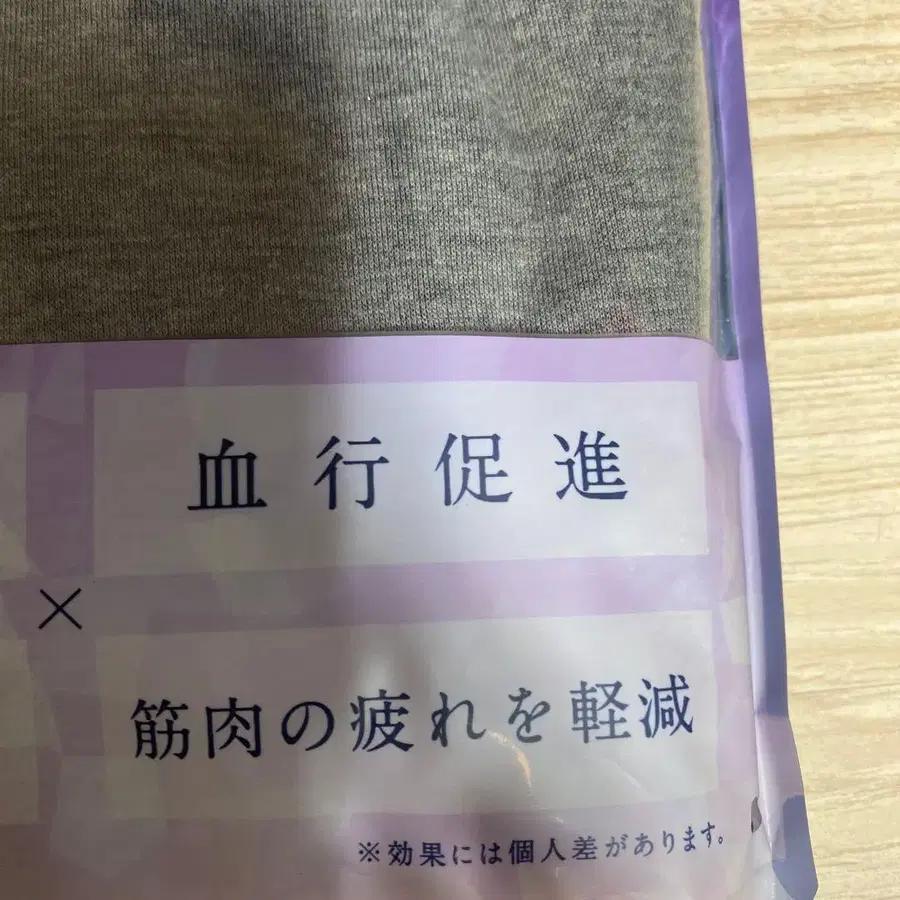 血行促進
×
筋肉の疲れを軽減
※効果には個人差があります。